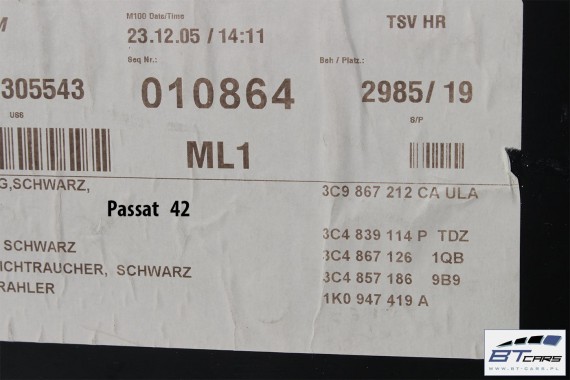 M100 Date/Time
23.12.05 / 14:11
TSV HR
Seq Nr.:
Beh / Platz.:
305543
010864
2985/ 19
S/P
ML1
G,SCHWARZ,
3C9 867 212 CA ULA
Passat 42
3C4 839 114 P TDZ
SCHWARZ
3C4 867 126 1QB
ICHTRAUCHER, SCHWARZ
3C4 857 186 9B9
RAHLER
1K0 947 419 A
BT CARS
WWW.BTCARS.PL